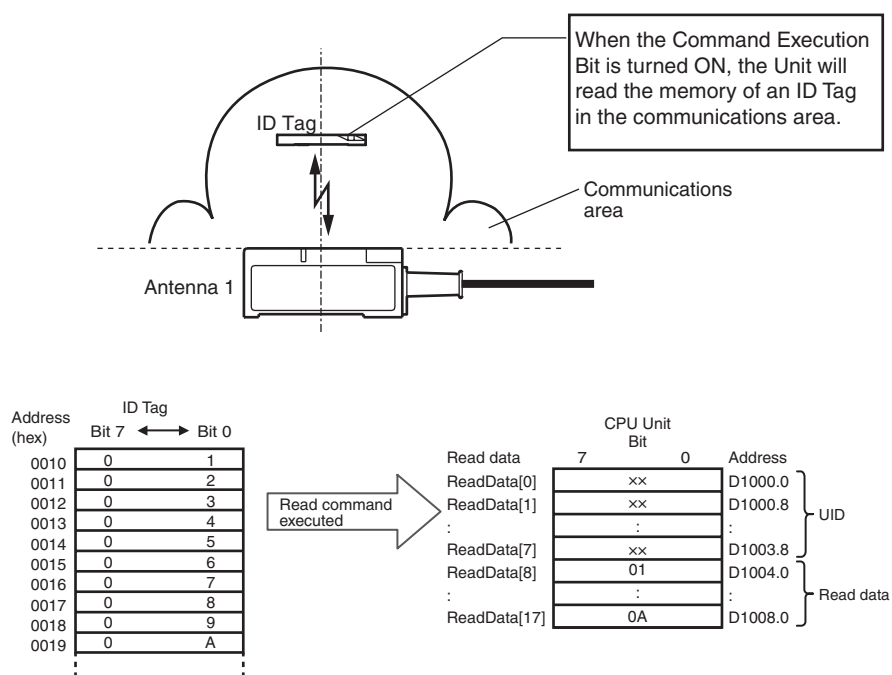 When the Command Execution
Bit is turned ON, the Unit will
read the memory of an ID Tag
in the communications area.
ID Tag
Communications
area
Antenna 1
Address
(hex)
ID Tag
Bit 7 Bit 0
0010 0 1
0011 0 2
0012 0 3
0013 0 4
0014 0 5
0015 0 6
0016 0 7
0017 0 8
0018 0 9
0019 0 A
Read command
executed
CPU Unit
Bit
Read data 7 0 Address
ReadData[0] ×× D1000.0
ReadData[1] ×× D1000.8
: : :
ReadData[7] ×× D1003.8
UID
ReadData[8] 01 D1004.0
: : :
ReadData[17] 0A D1008.0
Read data